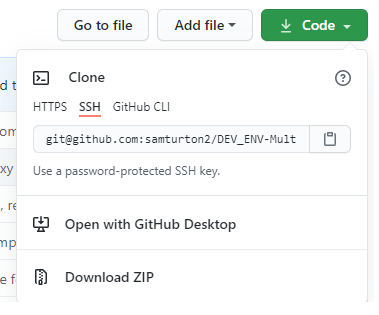 Go to file Add file Code
Clone
HTTPS SSH GitHub CLI
git@github.com:samturton2/DEV_ENV-Mult
Use a password-protected SSH key.
Open with GitHub Desktop
Download ZIP